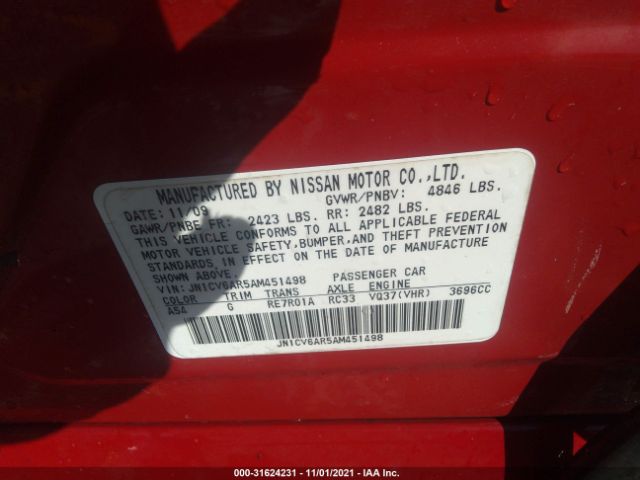 MANUFACTURED BY NISSAN MOTOR CO.,LTD.
DATE: 11/09 GVWR/PNBV: 4846 LBS.
GAWR/PNBE FR: 2423 LBS. RR: 2482 LBS.
THIS VEHICLE CONFORMS TO ALL APPLICABLE FEDERAL
MOTOR VEHICLE SAFETY, BUMPER, AND THEFT PREVENTION
STANDARDS IN EFFECT ON THE DATE OF MANUFACTURE
SHOWN ABOVE.
VIN: JN1CV6AR5AM451498 PASSENGER CAR
COLOR TRIM TRANS AXLE ENGINE
A54 G RE7R01A RC33 VQ37(VHR) 3696CC
JN1CV6AR5AM451498
000-31624231 - 11/01/2021 - IAA Inc.